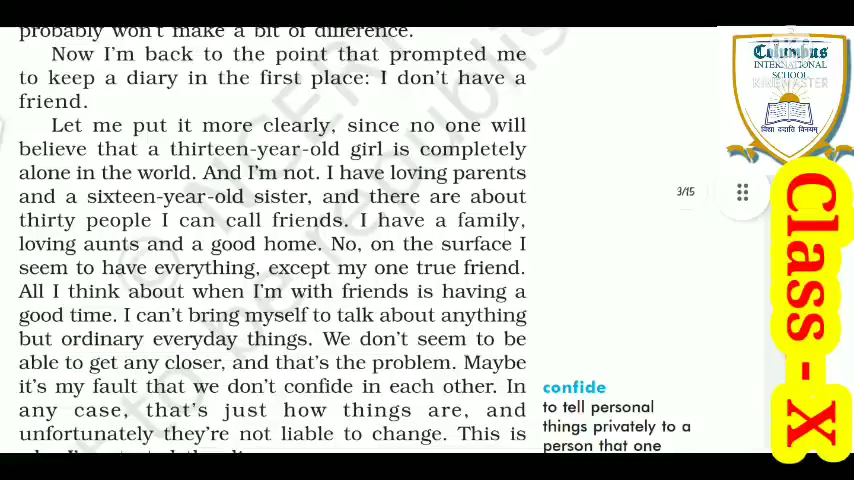 probably won't make a bit of difference.
Now I'm back to the point that prompted me
to keep a diary in the first place: I don't have a
friend.
Let me put it more clearly, since no one will
believe that a thirteen-year-old girl is completely
alone in the world. And I'm not. I have loving parents
and a sixteen-year-old sister, and there are about
thirty people I can call friends. I have a family,
loving aunts and a good home. No, on the surface I
seem to have everything, except my one true friend.
All I think about when I'm with friends is having a
good time. I can't bring myself to talk about anything
but ordinary everyday things. We don't seem to be
able to get any closer, and that's the problem. Maybe
it's my fault that we don't confide in each other. In
any case, that's just how things are, and
unfortunately they're not liable to change. This is
confide
to tell personal
things privately to a
person that one
3/15
Columbus
INTERNATIONAL
SCHOOL
KINEMASTER
विद्या ददाति विनयम्
Class - X
© NCERT
to be republis